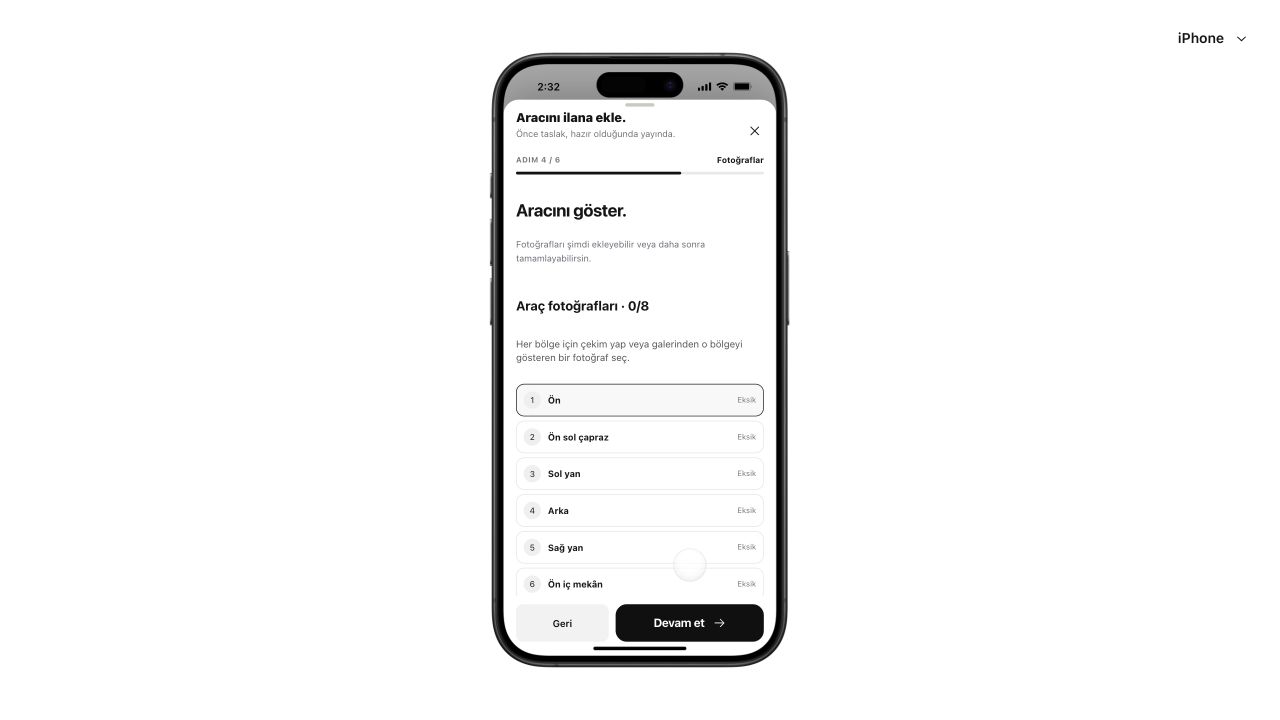 iPhone
2:32
Aracını ilana ekle.
Önce taslak, hazır olduğunda yayında.
ADIM 4 / 6
Fotoğraflar
Aracını göster.
Fotoğrafları şimdi ekleyebilir veya daha sonra
tamamlayabilirsin.
Araç fotoğrafları · 0/8
Her bölge için çekim yap veya galerinden o bölgeyi
gösteren bir fotoğraf seç.
1 Ön Eksik
2 Ön sol çapraz Eksik
3 Sol yan Eksik
4 Arka Eksik
5 Sağ yan Eksik
6 Ön iç mekân Eksik
Geri
Devam et →